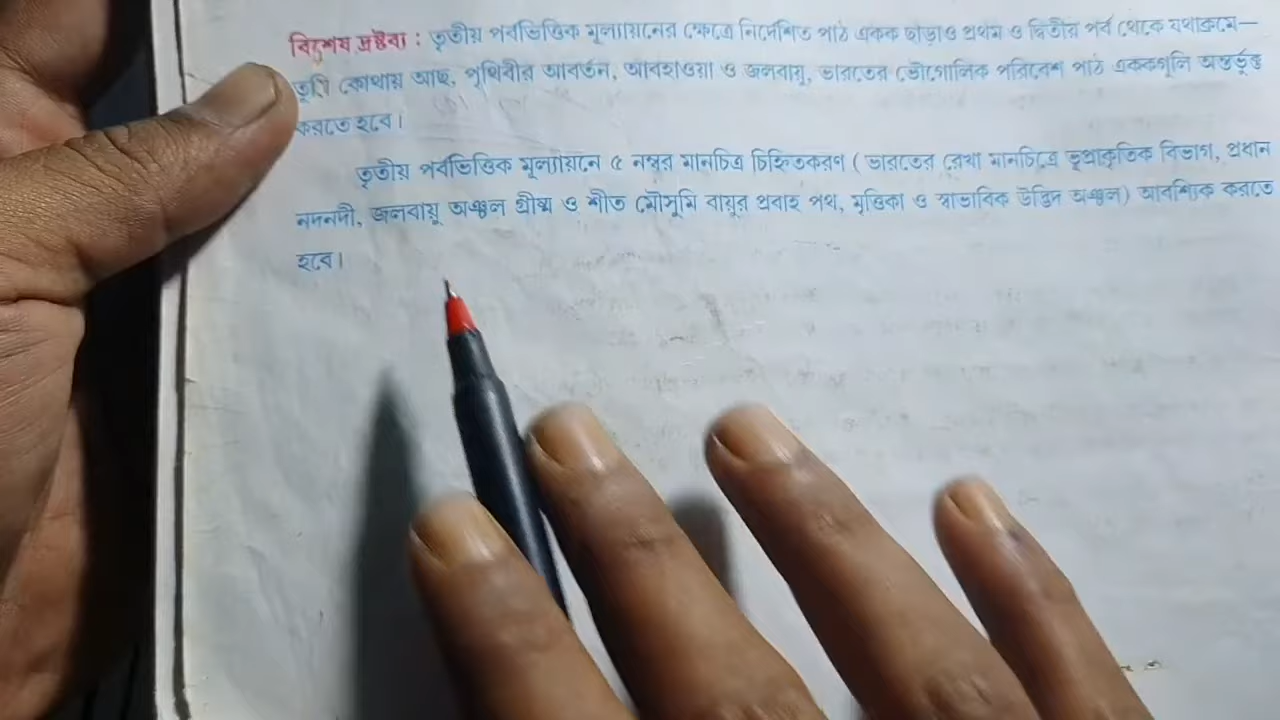 বিশেষ দ্রষ্টব্য : তৃতীয় পর্বভিত্তিক মূল্যায়নের ক্ষেত্রে নির্দেশিত পাঠ একক ছাড়াও প্রথম ও দ্বিতীয় পর্ব থেকে যথাক্রমে—
তুমি কোথায় আছ, পৃথিবীর আবর্তন, আবহাওয়া ও জলবায়ু, ভারতের ভৌগোলিক পরিবেশ পাঠ এককগুলি অন্তর্ভুক্ত
করতে হবে।
তৃতীয় পর্বভিত্তিক মূল্যায়নে ৫ নম্বর মানচিত্র চিহ্নিতকরণ ( ভারতের রেখা মানচিত্রে ভূপ্রাকৃতিক বিভাগ, প্রধান
নদনদী, জলবায়ু অঞ্চল গ্রীষ্ম ও শীত মৌসুমি বায়ুর প্রবাহ পথ, মৃত্তিকা ও স্বাভাবিক উদ্ভিদ অঞ্চল) আবশ্যিক করতে
হবে।